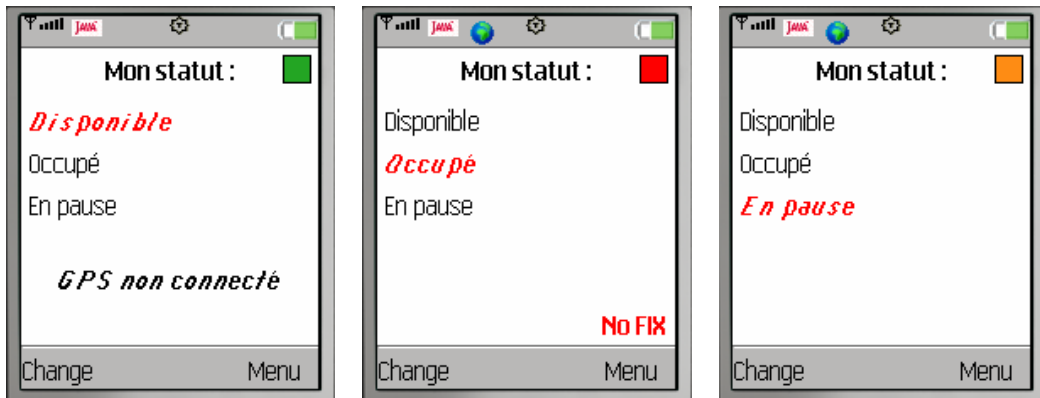 JAVA
Mon statut :
Disponible
Occupé
En pause
GPS non connecté
Change Menu
JAVA
Mon statut :
Disponible
Occupé
En pause
No FIX
Change Menu
JAVA
Mon statut :
Disponible
Occupé
En pause
Change Menu